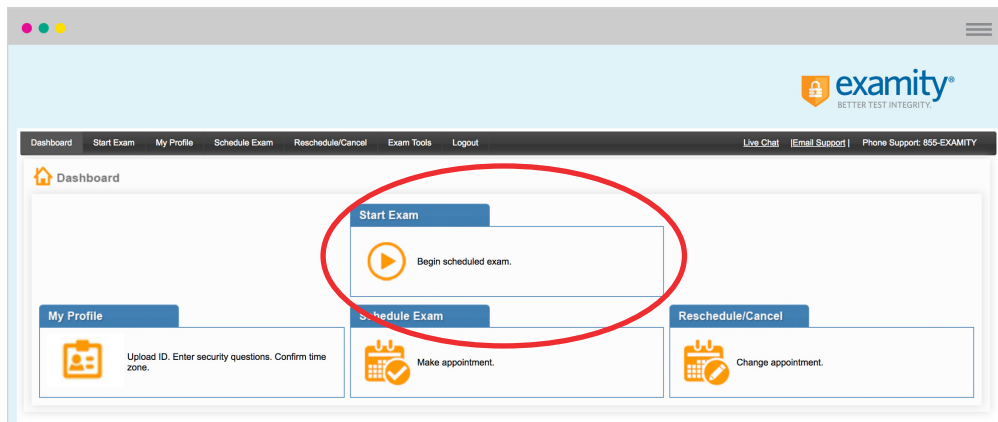 examity®
BETTER TEST INTEGRITY.
Dashboard Start Exam My Profile Schedule Exam Reschedule/Cancel Exam Tools Logout Live Chat |Email Support | Phone Support: 855-EXAMITY
Dashboard
Start Exam
Begin scheduled exam.
My Profile
Upload ID. Enter security questions. Confirm time
zone.
Schedule Exam
Make appointment.
Reschedule/Cancel
Change appointment.